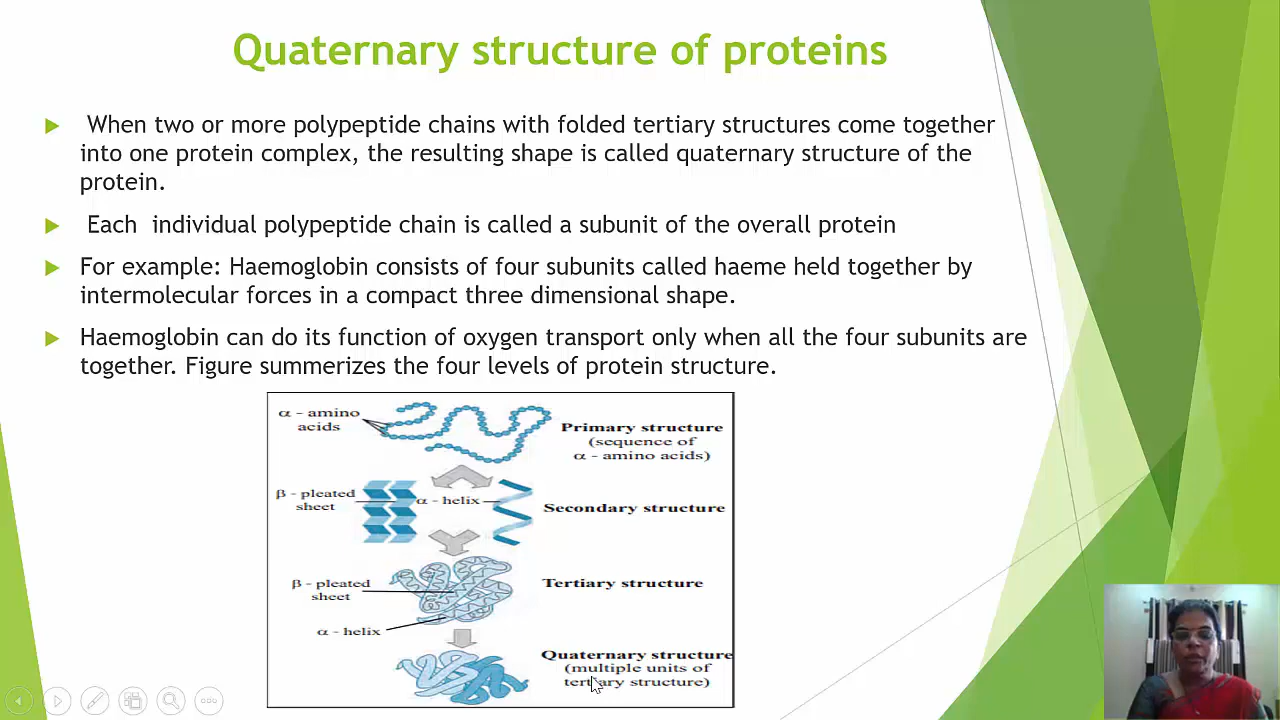 Quaternary structure of proteins
When two or more polypeptide chains with folded tertiary structures come together
into one protein complex, the resulting shape is called quaternary structure of the
protein.
Each individual polypeptide chain is called a subunit of the overall protein
For example: Haemoglobin consists of four subunits called haeme held together by
intermolecular forces in a compact three dimensional shape.
Haemoglobin can do its function of oxygen transport only when all the four subunits are
together. Figure summerizes the four levels of protein structure.
α - amino
acids
Primary structure
(sequence of
α - amino acids)
β - pleated
sheet
α - helix
Secondary structure
β - pleated
sheet
Tertiary structure
α - helix
Quaternary structure
(multiple units of
tertiary structure)